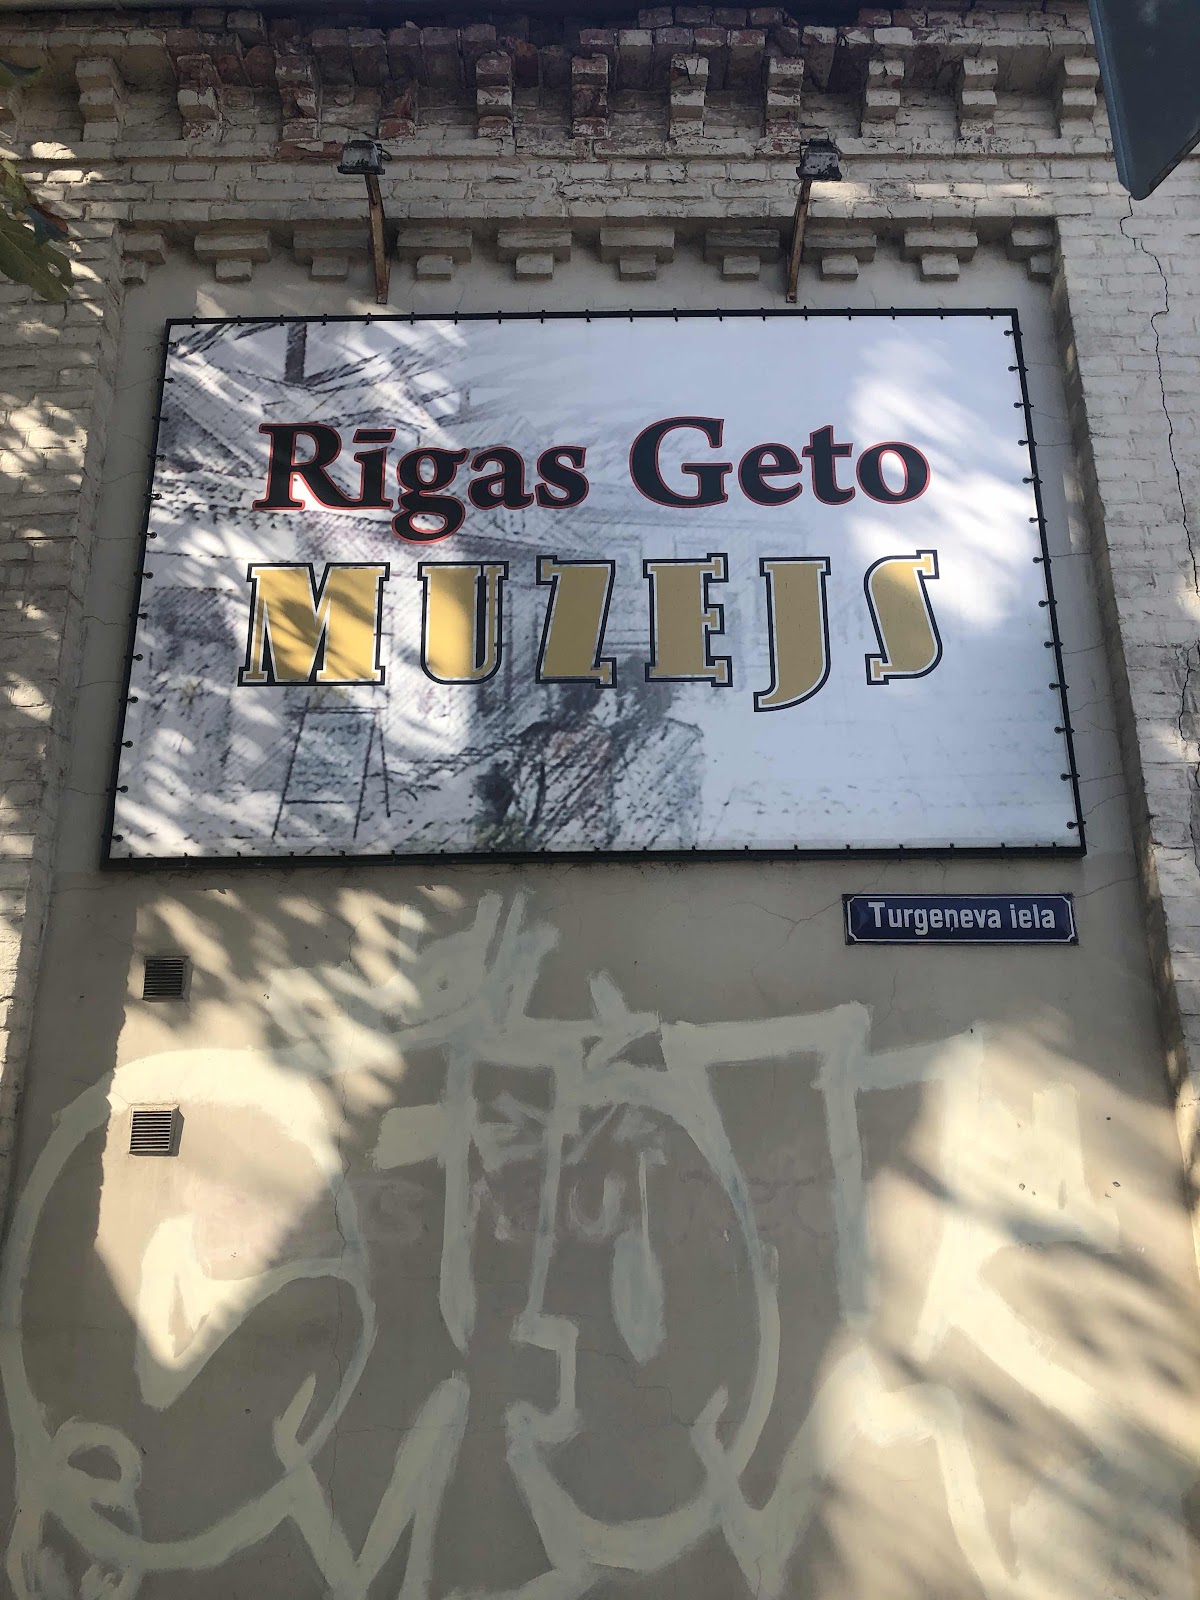 Rīgas Geto
MUZEJS
Turgeņeva iela